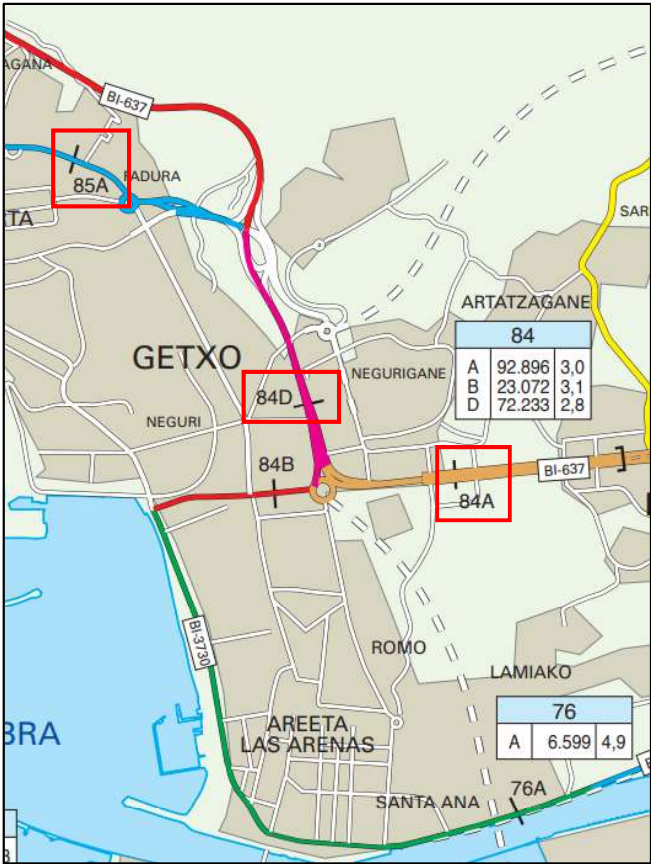 AGANA
BI-637
85A
FADURA
TA
SAR
ARTATZAGANE
84
A 92.896 3,0
B 23.072 3,1
D 72.233 2,8
GETXO
NEGURIGANE
84D
NEGURI
84B
BI-637
84A
BI-3730
ROMO
LAMIAKO
76
A 6.599 4,9
BRA
AREETA
LAS ARENAS
76A
SANTA ANA